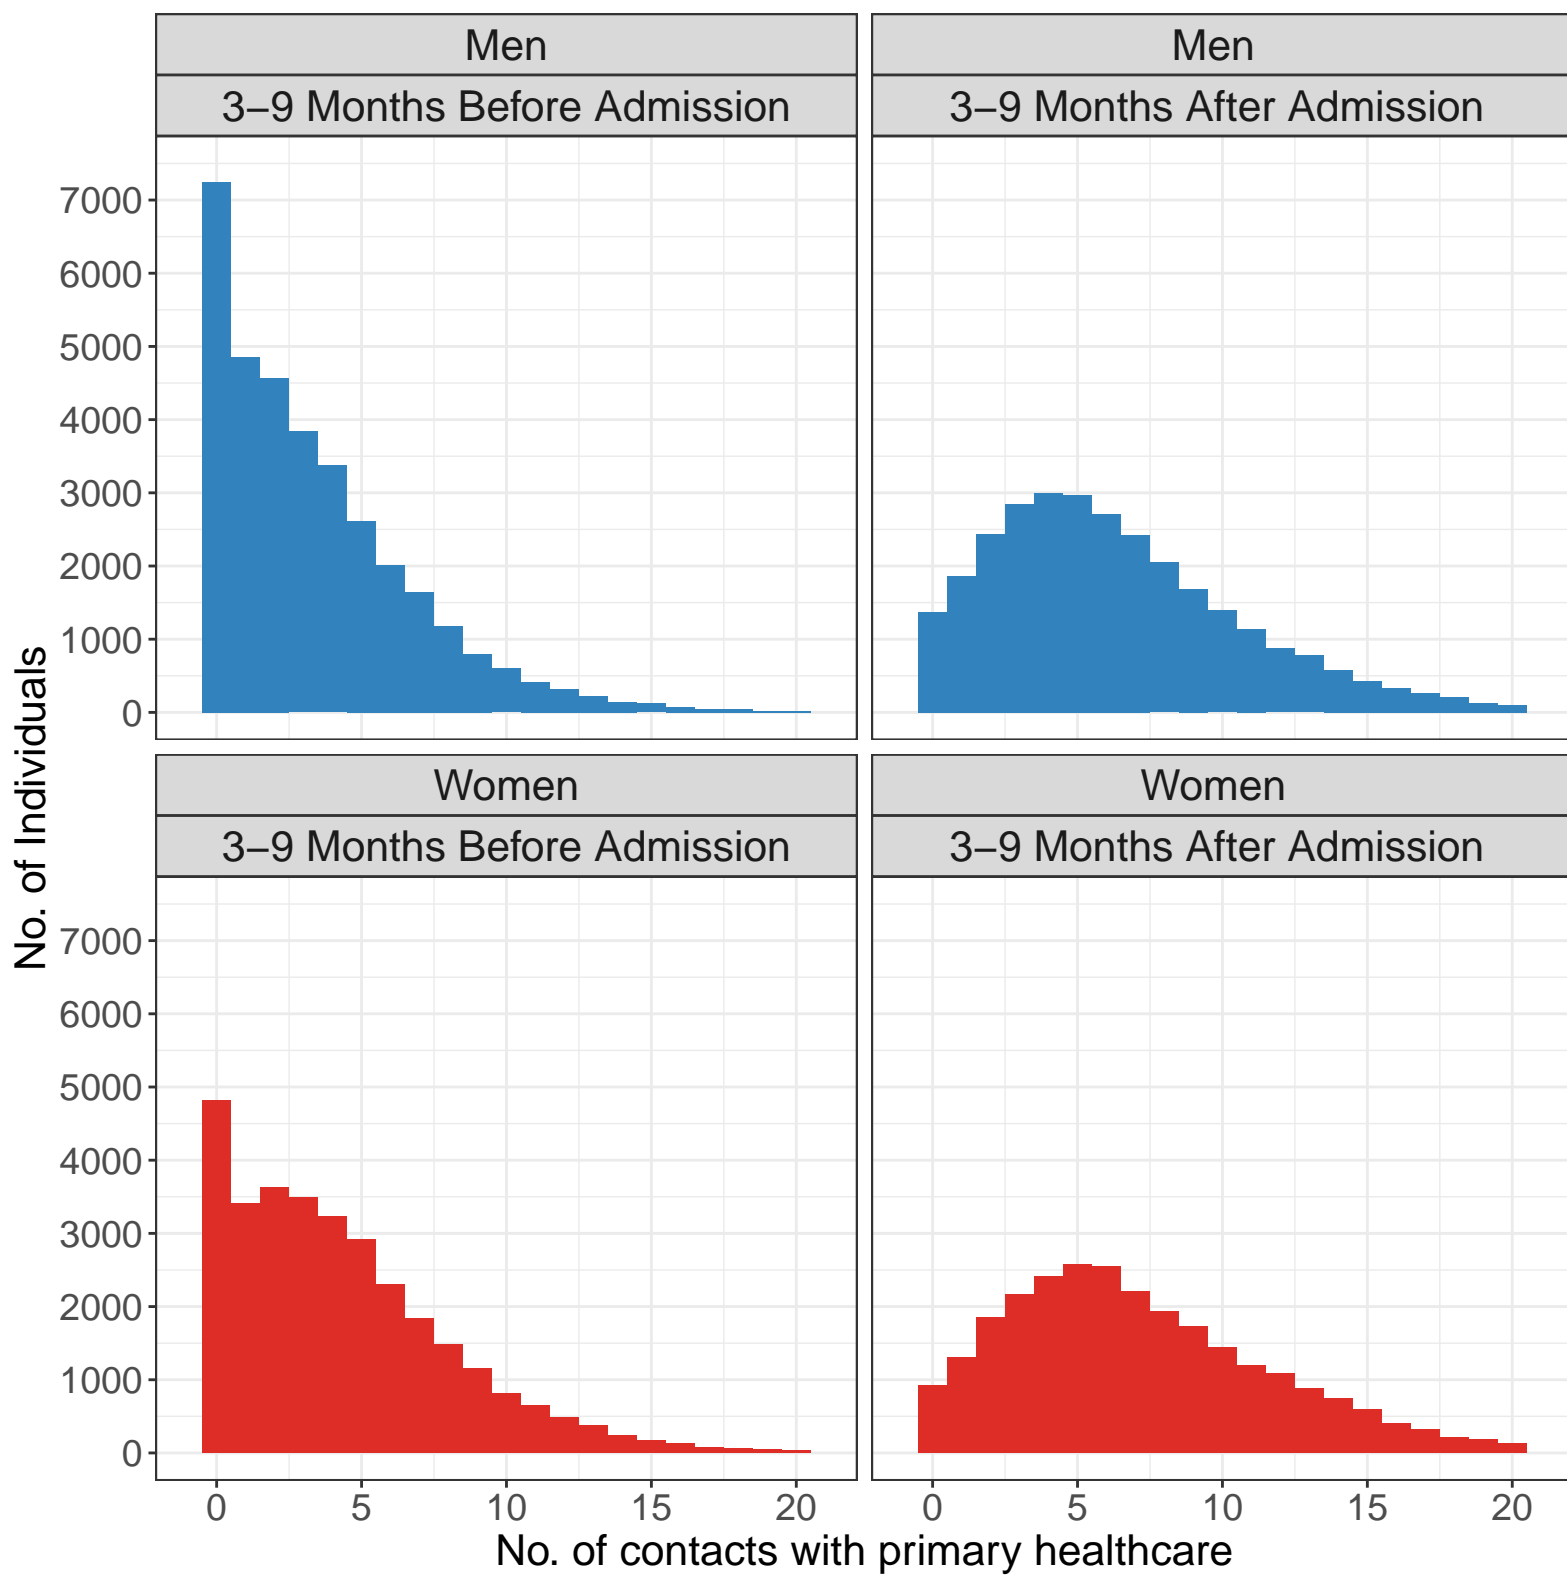 Men
Men
3–9 Months Before Admission
3–9 Months After Admission
7000
6000
5000
4000
3000
2000
1000
0
No. of Individuals
Women
Women
3–9 Months Before Admission
3–9 Months After Admission
7000
6000
5000
4000
3000
2000
1000
0
0 5 10 15 20
0 5 10 15 20
No. of contacts with primary healthcare